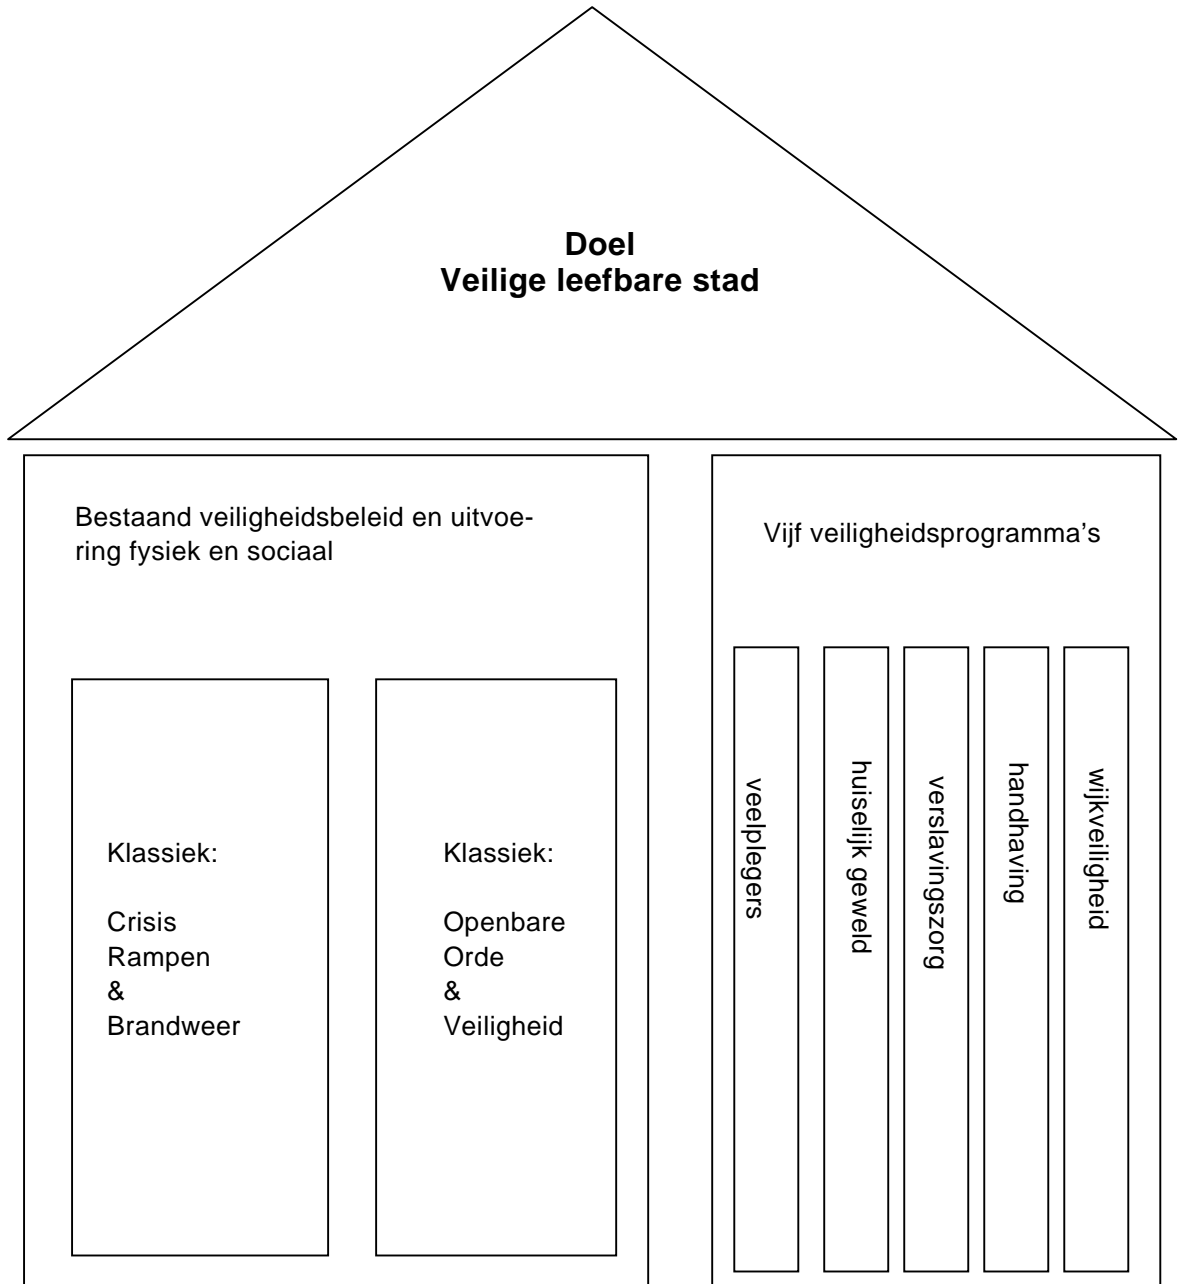 Doel
Veilige leefbare stad
Bestaand veiligheidsbeleid en uitvoe-
ring fysiek en sociaal
Klassiek:
Crisis
Rampen
&
Brandweer
Klassiek:
Openbare
Orde
&
Veiligheid
Vijf veiligheidsprogramma’s
veelplegers
huiselijk geweld
verslavingszorg
handhaving
wijkveiligheid